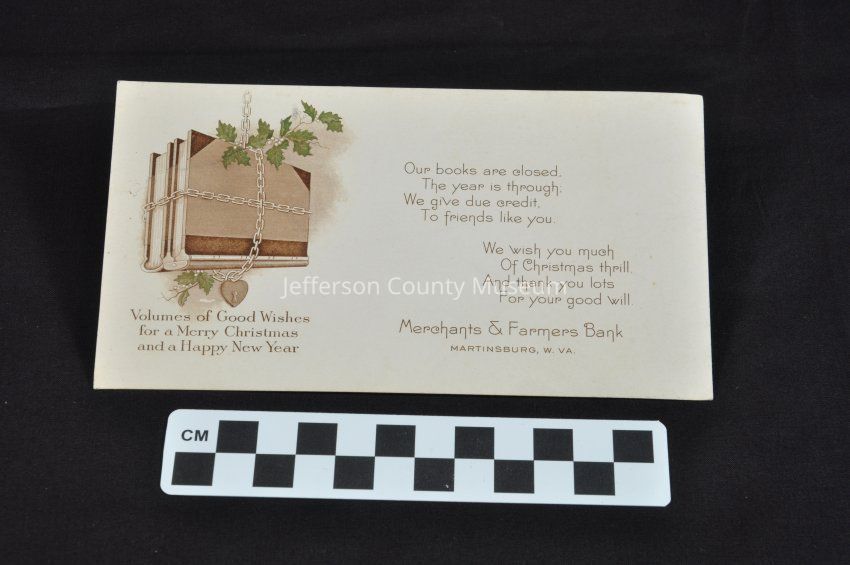 Volumes of Good Wishes
for a Merry Christmas
and a Happy New Year
Our books are closed,
The year is through;
We give due credit,
To friends like you.
We wish you much
Of Christmas thrill,
And thank you lots
For your good will.
Merchants & Farmers Bank
MARTINSBURG, W. VA.
Jefferson County Museum
CM